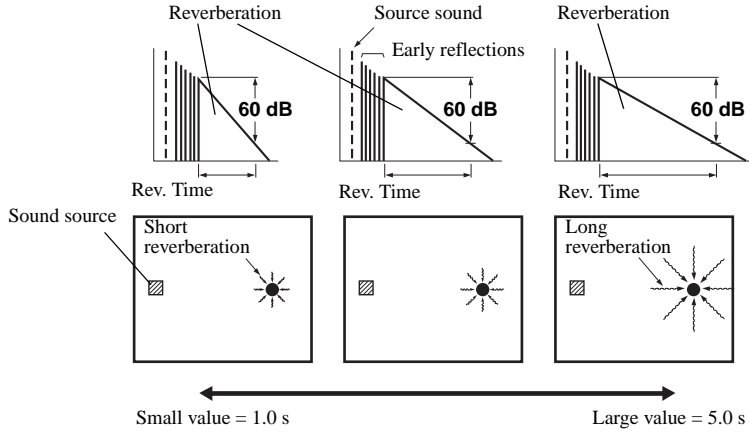 Reverberation
Source sound
Reverberation
Early reflections
60 dB
60 dB
60 dB
Rev. Time
Rev. Time
Rev. Time
Sound source
Short
reverberation
Long
reverberation
Small value = 1.0 s
Large value = 5.0 s